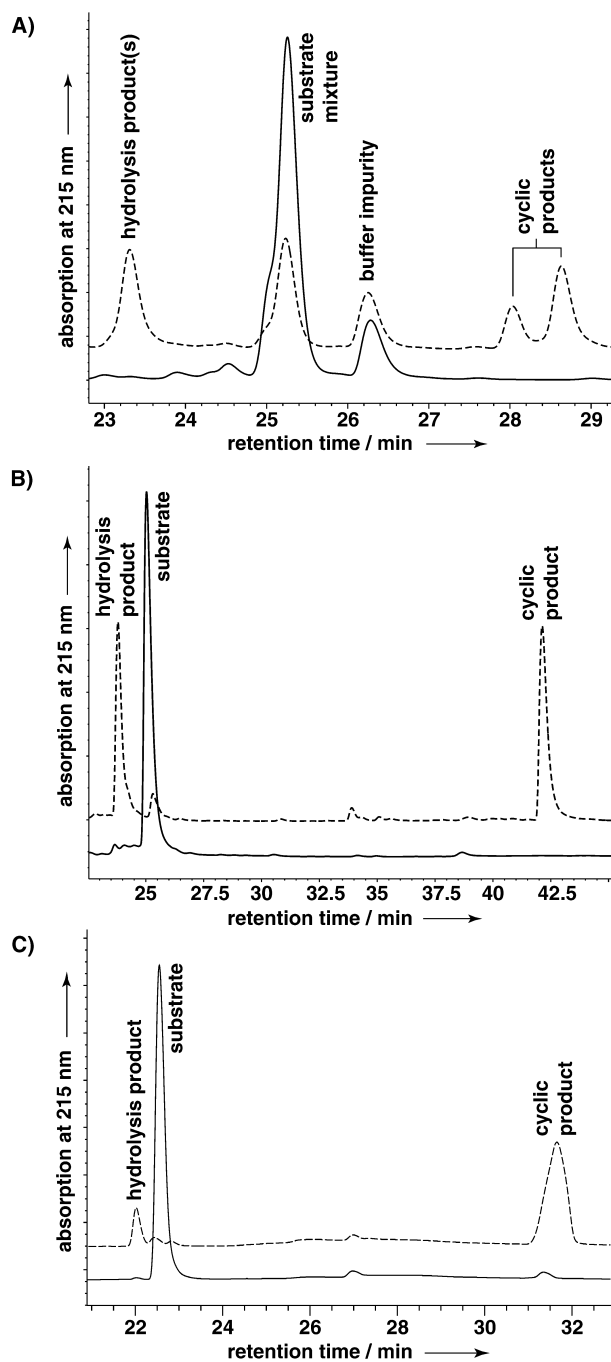 A)
absorption at 215 nm
hydrolysis product(s)
substrate
mixture
buffer impurity
cyclic
products
23 24 25 26 27 28 29
retention time / min
B)
absorption at 215 nm
hydrolysis
product
substrate
cyclic
product
25 27.5 30 32.5 35 37.5 40 42.5
retention time / min
C)
absorption at 215 nm
hydrolysis product
substrate
cyclic
product
22 24 26 28 30 32
retention time / min